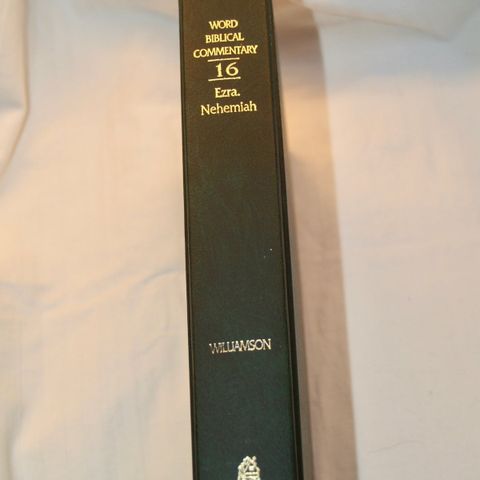 WORD
BIBLICAL
COMMENTARY
16
Ezra,
Nehemiah
WILLIAMSON